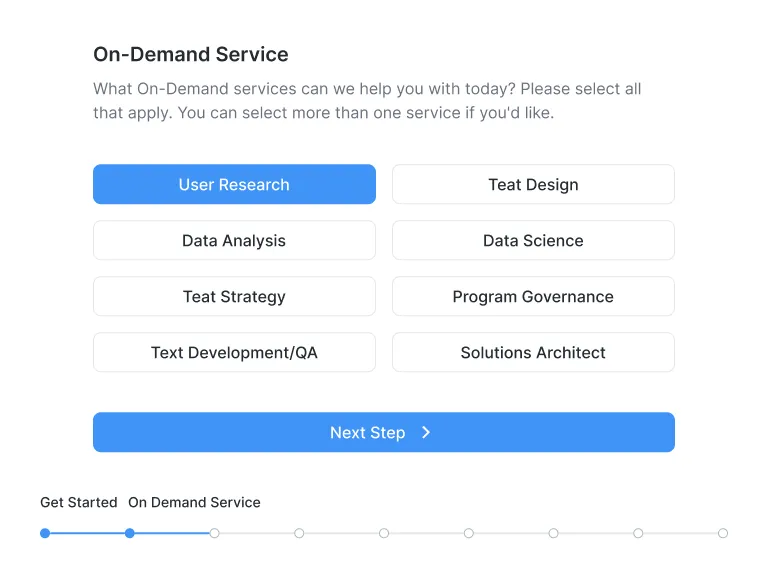 On-Demand Service
What On-Demand services can we help you with today? Please select all
that apply. You can select more than one service if you'd like.
User Research
Teat Design
Data Analysis
Data Science
Teat Strategy
Program Governance
Text Development/QA
Solutions Architect
Next Step
Get Started
On Demand Service